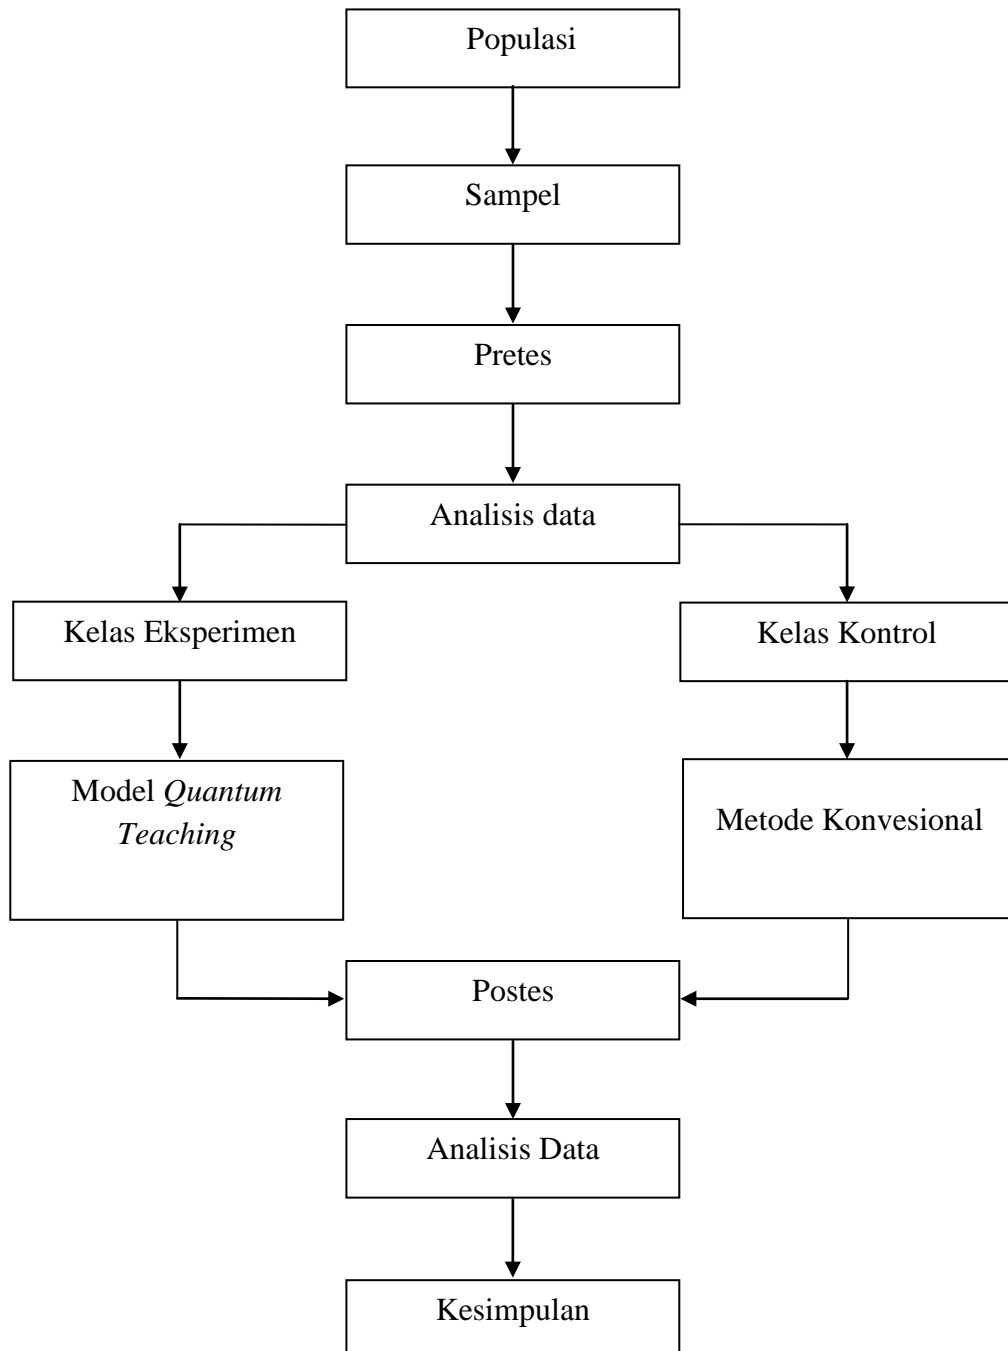 Populasi
Sampel
Pretes
Analisis data
Kelas Eksperimen
Kelas Kontrol
Model Quantum
Teaching
Metode Konvesional
Postes
Analisis Data
Kesimpulan